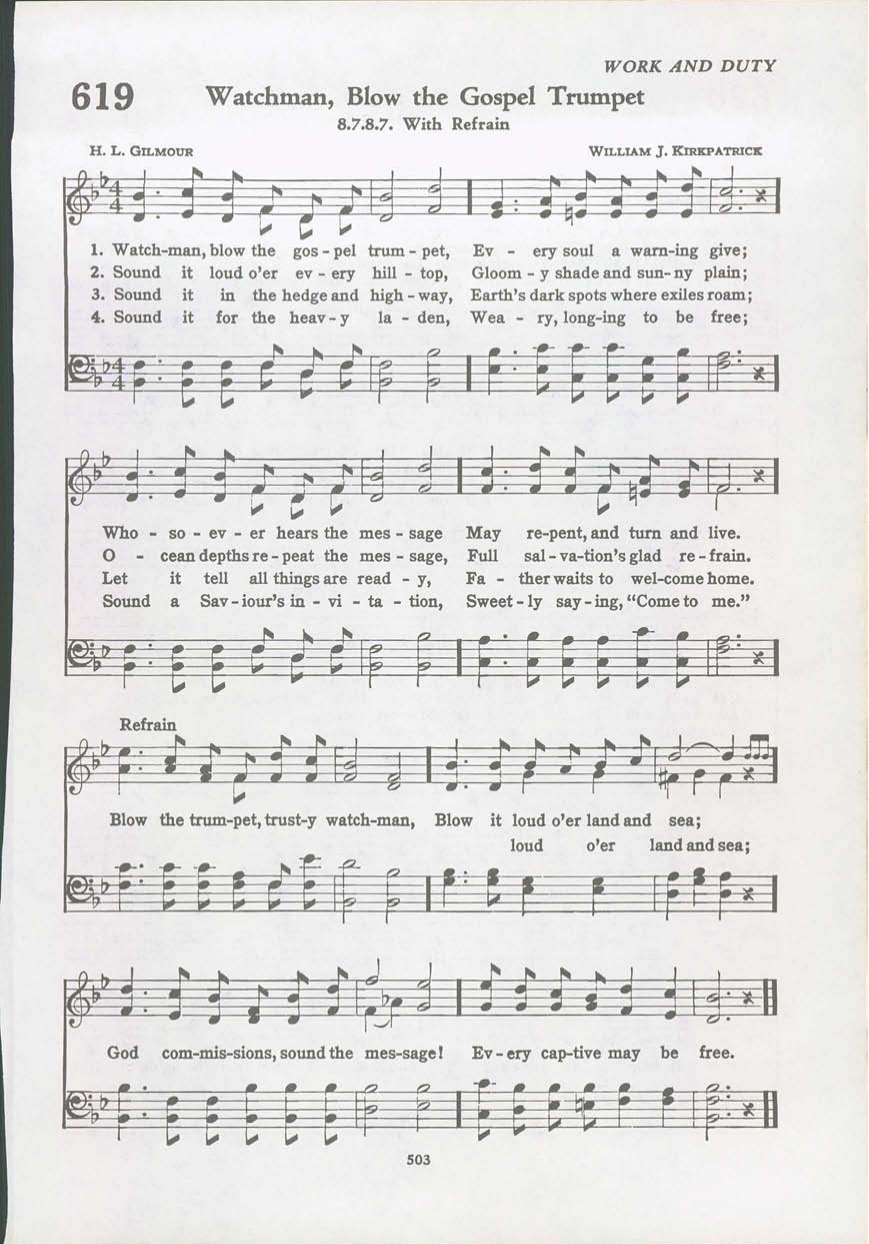 WORK AND DUTY
619 Watchman, Blow the Gospel Trumpet
8.7.8.7. With Refrain
H. L. GILMOUR WILLIAM J. KIRKPATRICK
1. Watch-man, blow the gos - pel trum - pet, Ev - ery soul a warn-ing give;
2. Sound it loud o'er ev - ery hill - top, Gloom - y shade and sun- ny plain;
3. Sound it in the hedge and high - way, Earth's dark spots where exiles roam;
4. Sound it for the heav - y la - den, Wea - ry, long-ing to be free;
Who - so - ev - er hears the mes - sage May re-pent, and turn and live.
O - cean depths re - peat the mes - sage, Full sal - va-tion's glad re - frain.
Let it tell all things are read - y, Fa - ther waits to wel-come home.
Sound a Sav - iour's in - vi - ta - tion, Sweet - ly say - ing, "Come to me."
Refrain
Blow the trum-pet, trust-y watch-man, Blow it loud o'er land and sea;
loud o'er land and sea;
God com-mis-sions, sound the mes-sage! Ev - ery cap-tive may be free.
503